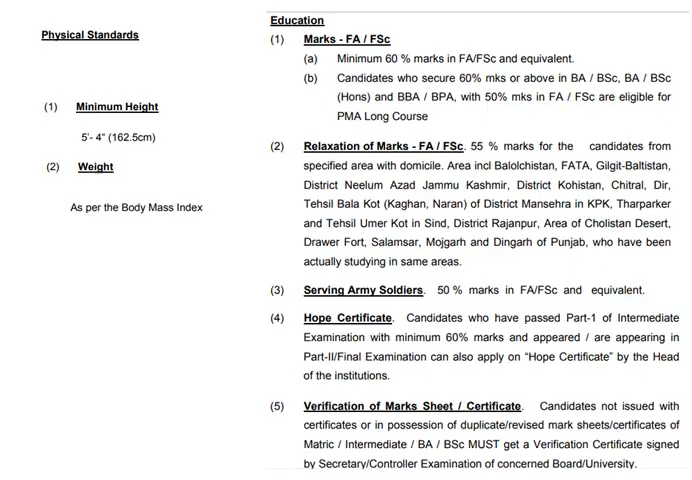 Physical Standards
(1) Minimum Height
5'- 4" (162.5cm)
(2) Weight
As per the Body Mass Index
Education
(1) Marks - FA / FSc
(a) Minimum 60 % marks in FA/FSc and equivalent.
(b) Candidates who secure 60% mks or above in BA / BSc, BA / BSc
(Hons) and BBA / BPA, with 50% mks in FA / FSc are eligible for
PMA Long Course
(2) Relaxation of Marks - FA / FSc. 55 % marks for the candidates from
specified area with domicile. Area incl Balolchistan, FATA, Gilgit-Baltistan,
District Neelum Azad Jammu Kashmir, District Kohistan, Chitral, Dir,
Tehsil Bala Kot (Kaghan, Naran) of District Mansehra in KPK, Tharparker
and Tehsil Umer Kot in Sind, District Rajanpur, Area of Cholistan Desert,
Drawer Fort, Salamsar, Mojgarh and Dingarh of Punjab, who have been
actually studying in same areas.
(3) Serving Army Soldiers. 50 % marks in FA/FSc and equivalent.
(4) Hope Certificate. Candidates who have passed Part-1 of Intermediate
Examination with minimum 60% marks and appeared / are appearing in
Part-II/Final Examination can also apply on “Hope Certificate” by the Head
of the institutions.
(5) Verification of Marks Sheet / Certificate. Candidates not issued with
certificates or in possession of duplicate/revised mark sheets/certificates of
Matric / Intermediate / BA / BSc MUST get a Verification Certificate signed
by Secretary/Controller Examination of concerned Board/University.